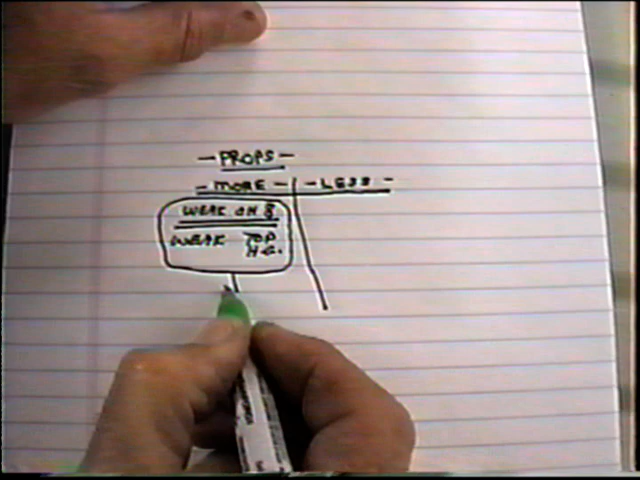 - PROPS -
- MORE - - LESS -
WEAK ON
WEAK TOP
H.G.